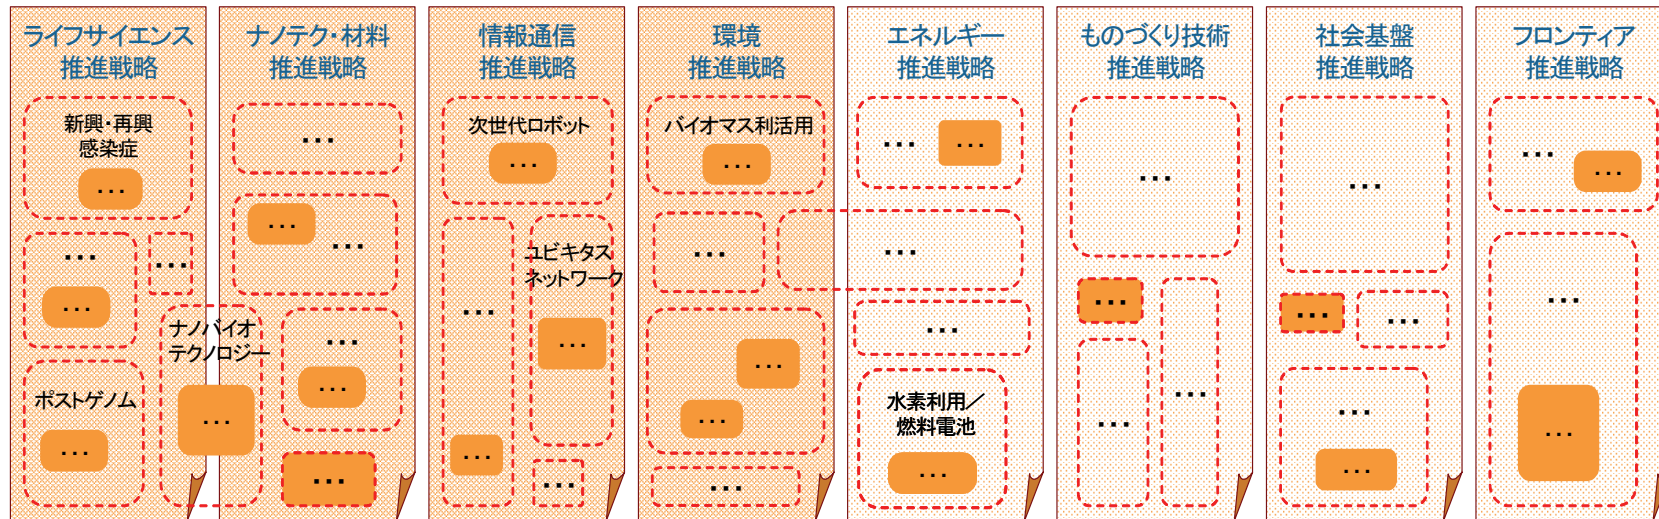 ライフサイエンス
推進戦略
新興・再興
感染症
...
...
...
...
ポストゲノム
...
ナノテク・材料
推進戦略
...
...
...
ナノバイオ
テクノロジー
...
...
...
...
情報通信
推進戦略
次世代ロボット
...
ユビキタス
ネットワーク
...
...
...
...
環境
推進戦略
バイオマス利活用
...
...
...
...
...
エネルギー
推進戦略
...
...
...
...
水素利用／
燃料電池
...
ものづくり技術
推進戦略
...
...
...
...
社会基盤
推進戦略
...
...
...
...
...
フロンティア
推進戦略
...
...
...
...